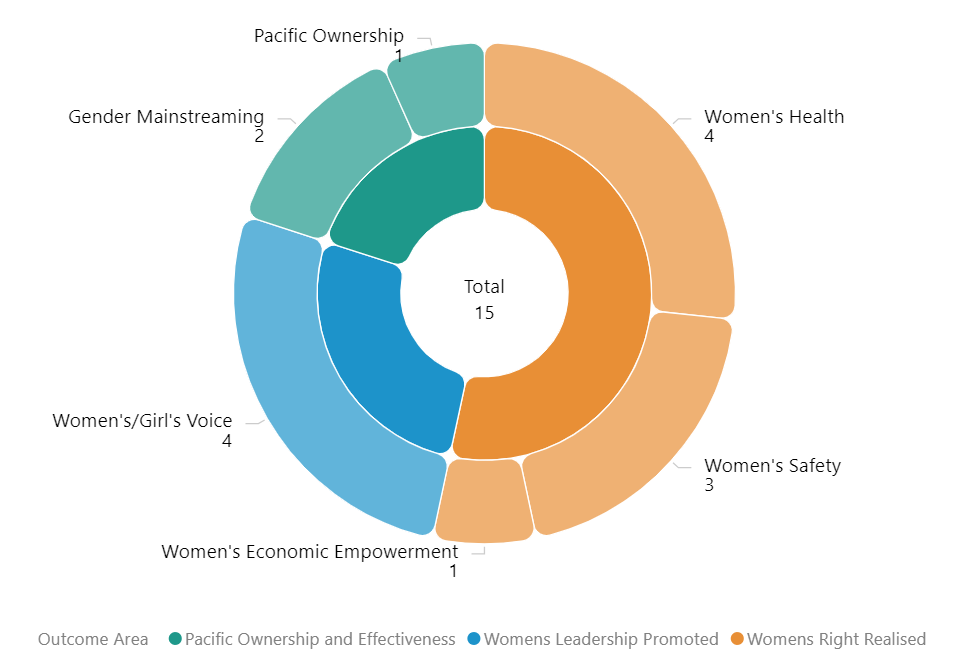 Pacific Ownership
1
Gender Mainstreaming
2
Women's Health
4
Total
15
Women's/Girl's Voice
4
Women's Safety
3
Women's Economic Empowerment
1
Outcome Area Pacific Ownership and Effectiveness Womens Leadership Promoted Womens Right Realised